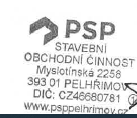 PSP
STAVEBNÍ
OBCHODNÍ ČINNOST
Myslotínská 2258
393 01 PELHŘIMOV
DIČ: CZ46680781
www.psppelhrimov.cz